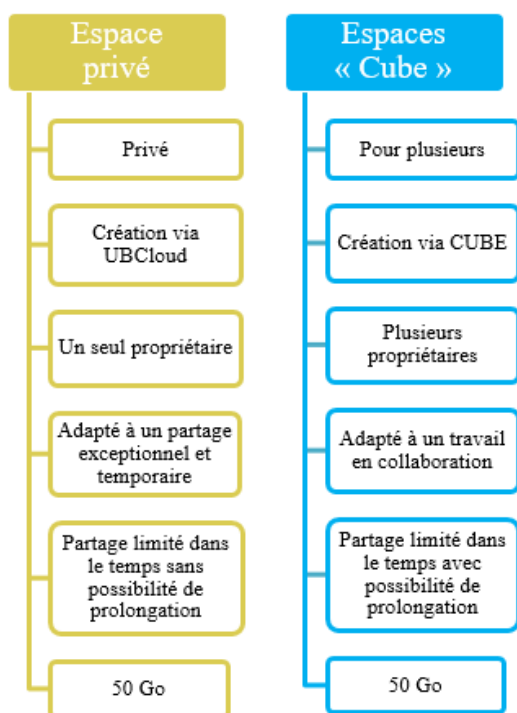 Espace
privé
Privé
Création via
UBCloud
Un seul propriétaire
Adapté à un partage
exceptionnel et
temporaire
Partage limité dans
le temps sans
possibilité de
prolongation
50 Go
Espaces
« Cube »
Pour plusieurs
Création via CUBE
Plusieurs
propriétaires
Adapté à un travail
en collaboration
Partage limité dans
le temps avec
possibilité de
prolongation
50 Go